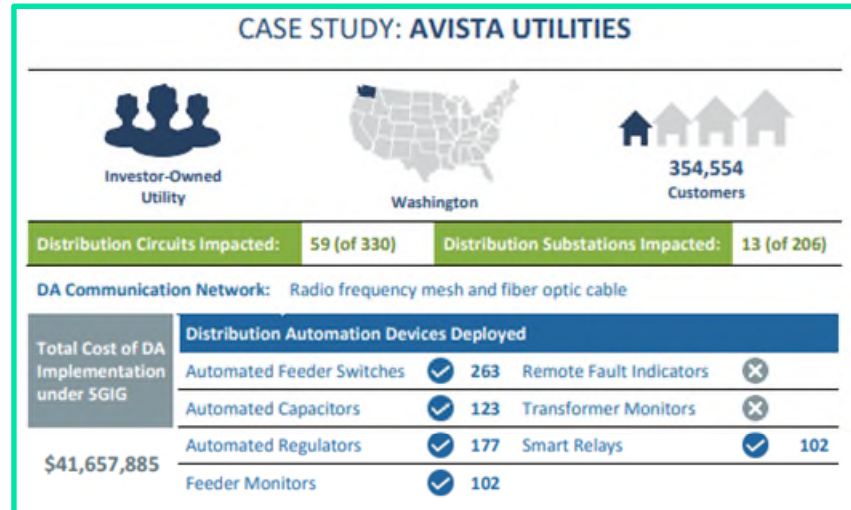 CASE STUDY: AVISTA UTILITIES
Investor-Owned
Utility
Washington
354,554
Customers
Distribution Circuits Impacted: 59 (of 330) Distribution Substations Impacted: 13 (of 206)
DA Communication Network: Radio frequency mesh and fiber optic cable
Total Cost of DA
Implementation
under SGIG
$41,657,885
Distribution Automation Devices Deployed
Automated Feeder Switches 263 Remote Fault Indicators
Automated Capacitors 123 Transformer Monitors
Automated Regulators 177 Smart Relays 102
Feeder Monitors 102